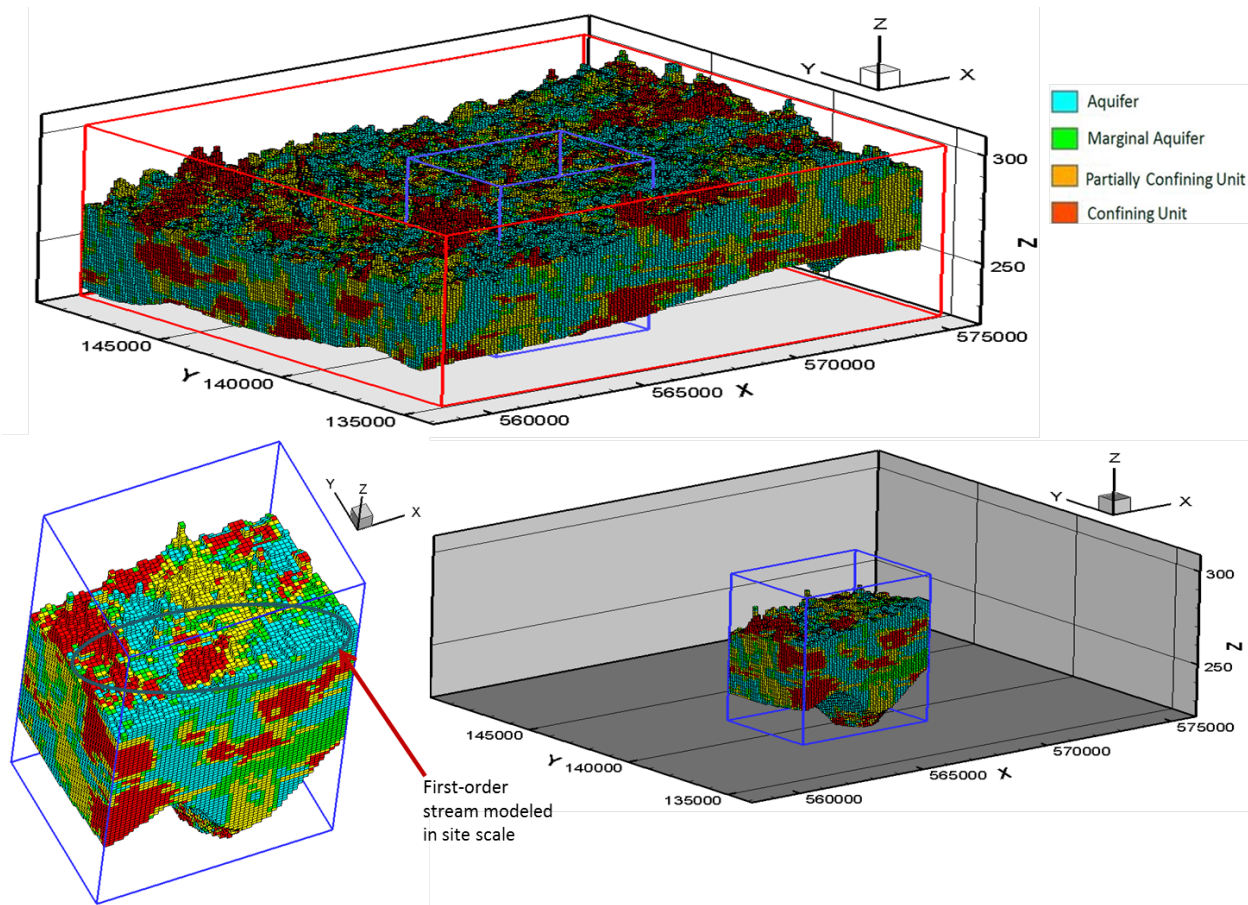 Z
Y
X
Aquifer
Marginal Aquifer
Partially Confining Unit
Confining Unit
300
250
Z
145000
Y
140000
135000
575000
570000
565000
X
560000
Y
Z
X
First-order
stream modeled
in site scale
Z
Y
X
300
250
Z
145000
Y
140000
135000
575000
570000
565000
X
560000